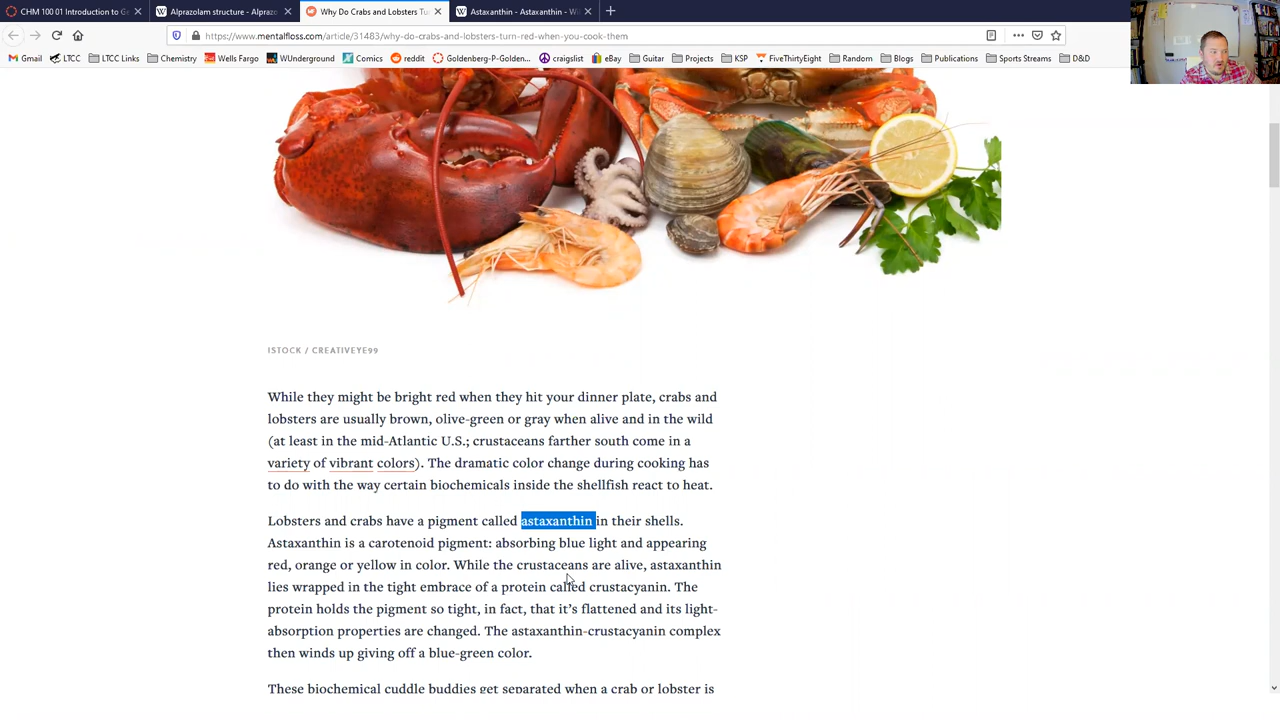 CHM 100 01 Introduction to Ge
Alprazolam structure - Alprazo
Why Do Crabs and Lobsters Tu
Astaxanthin - Astaxanthin - Wi
https://www.mentalfloss.com/article/31483/why-do-crabs-and-lobsters-turn-red-when-you-cook-them
Gmail LTCC LTCC Links Chemistry Wells Fargo WUnderground Comics reddit Goldenberg-P-Golden... craigslist eBay Guitar Projects KSP FiveThirtyEight Random Blogs Publications Sports Streams D&D
ISTOCK / CREATIVEYE99
While they might be bright red when they hit your dinner plate, crabs and
lobsters are usually brown, olive-green or gray when alive and in the wild
(at least in the mid-Atlantic U.S.; crustaceans farther south come in a
variety of vibrant colors). The dramatic color change during cooking has
to do with the way certain biochemicals inside the shellfish react to heat.
Lobsters and crabs have a pigment called astaxanthin in their shells.
Astaxanthin is a carotenoid pigment: absorbing blue light and appearing
red, orange or yellow in color. While the crustaceans are alive, astaxanthin
lies wrapped in the tight embrace of a protein called crustacyanin. The
protein holds the pigment so tight, in fact, that it's flattened and its light-
absorption properties are changed. The astaxanthin-crustacyanin complex
then winds up giving off a blue-green color.
These biochemical cuddle buddies get separated when a crab or lobster is